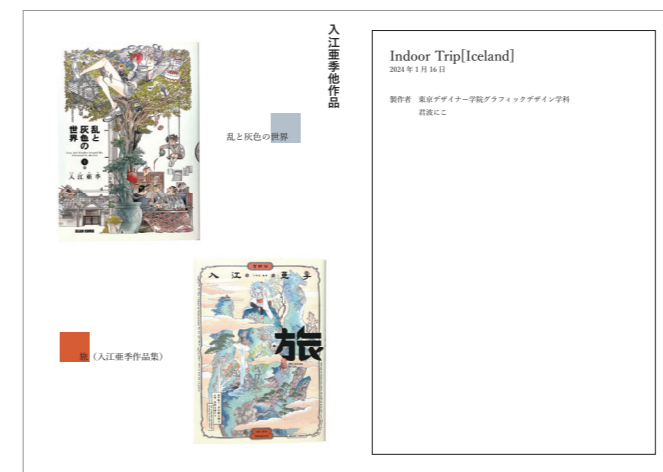 入江亜季他作品
乱と
灰色の
世界
入江亜季
乱と灰色の世界
入江亜季
旅
旅（入江亜季作品集）
Indoor Trip[Iceland]
2024年1月16日
製作者　東京デザイナー学院グラフィックデザイン学科
君波にこ